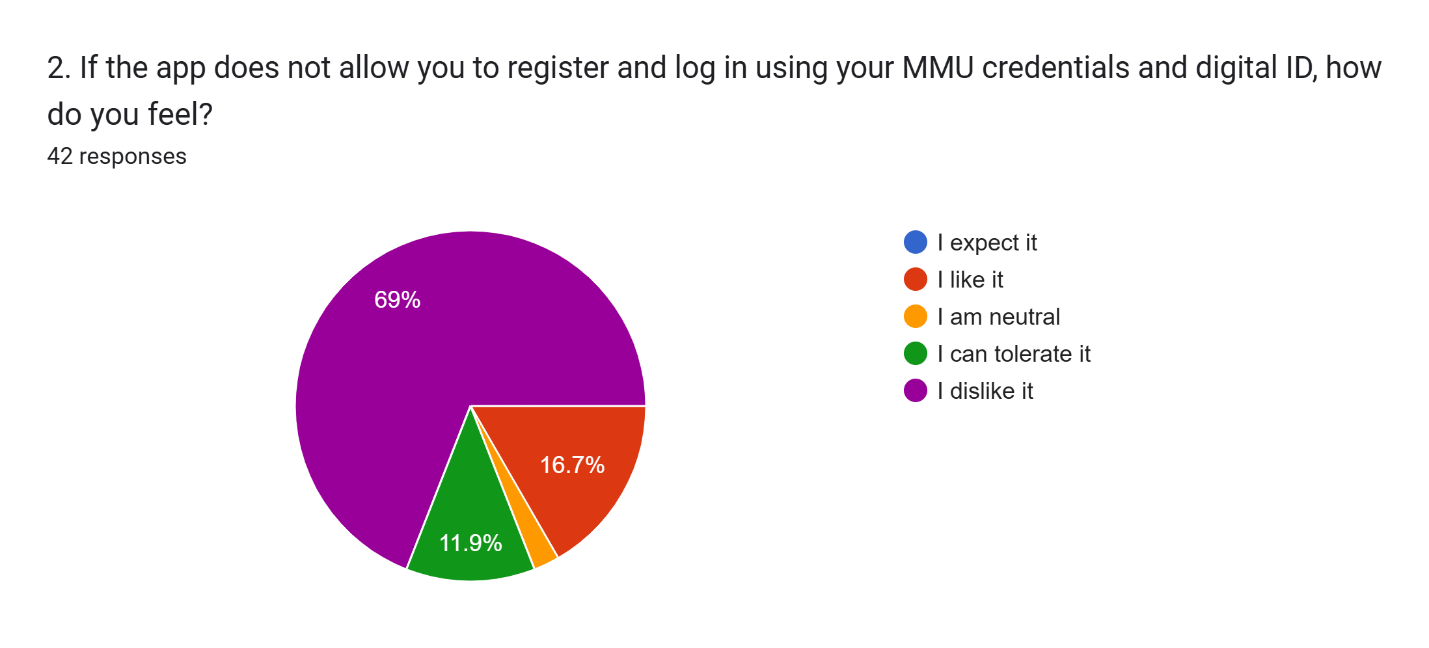 2. If the app does not allow you to register and log in using your MMU credentials and digital ID, how
do you feel?
42 responses
69%
16.7%
11.9%
I expect it
I like it
I am neutral
I can tolerate it
I dislike it